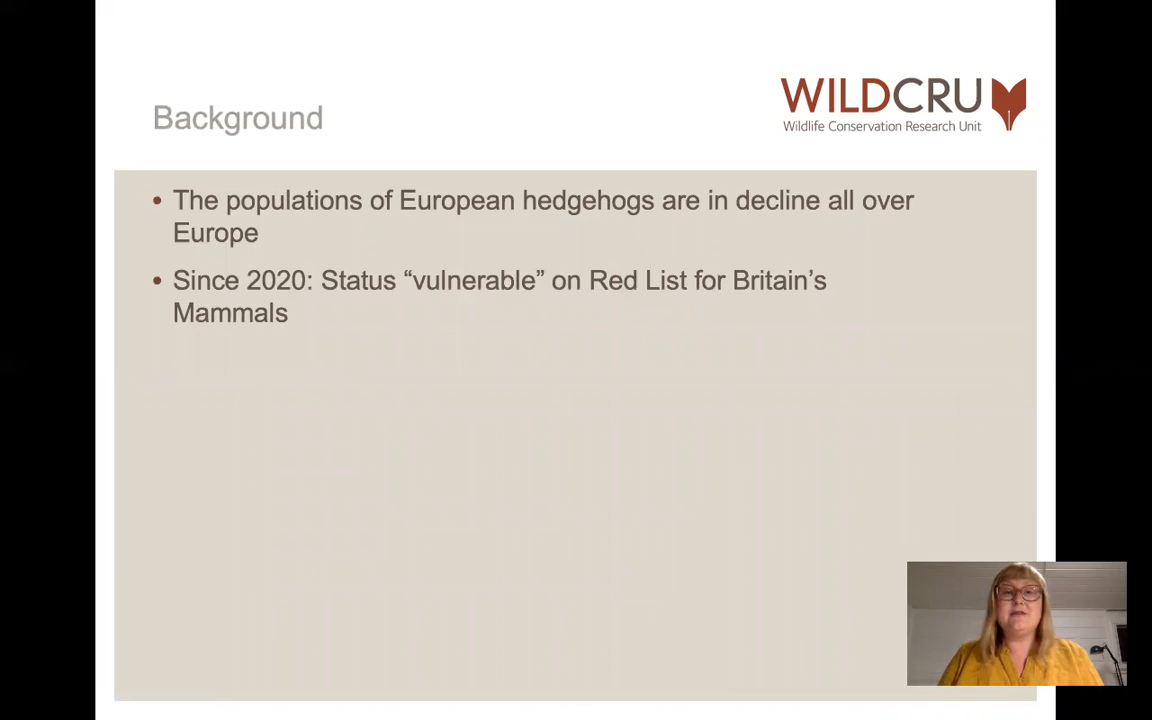 Background
WILDCRU
Wildlife Conservation Research Unit
• The populations of European hedgehogs are in decline all over
Europe
• Since 2020: Status “vulnerable” on Red List for Britain’s
Mammals